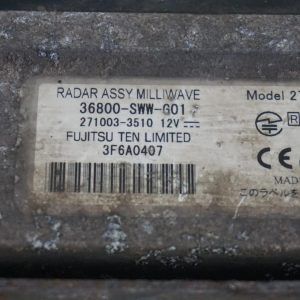 RADAR ASSY MILLIWAVE
36800-SWW-G01
271003-3510 12V
FUJITSU TEN LIMITED
3F6A0407
Model
CE
MAD
このラベルを